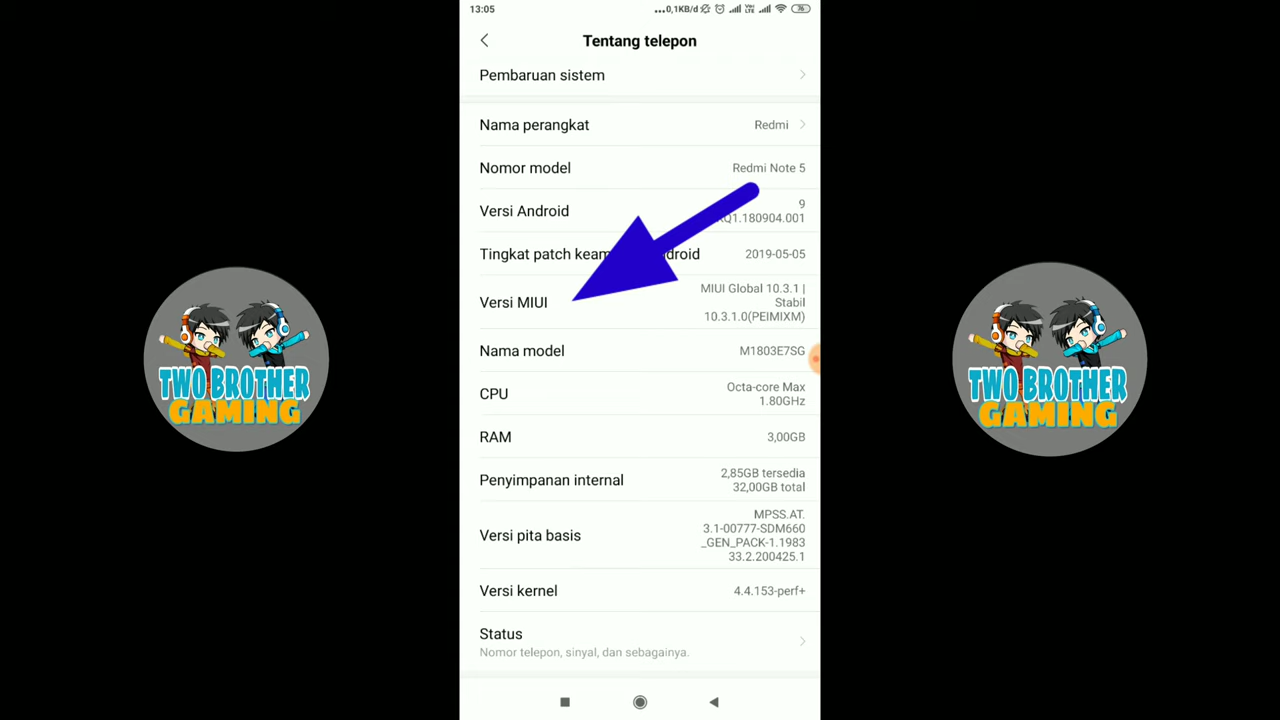 13:05
...0,1KB/d
VoLTE
76
Tentang telepon
Pembaruan sistem
Nama perangkat
Redmi
Nomor model
Redmi Note 5
Versi Android
9
Q1.180904.001
Tingkat patch keam droid
2019-05-05
Versi MIUI
MIUI Global 10.3.1 |
Stabil
10.3.1.0(PEIMIXM)
Nama model
M1803E7SG
CPU
Octa-core Max
1.80GHz
RAM
3,00GB
Penyimpanan internal
2,85GB tersedia
32,00GB total
Versi pita basis
MPSS.AT.
3.1-00777-SDM660
_GEN_PACK-1.1983
33.2.200425.1
Versi kernel
4.4.153-perf+
Status
Nomor telepon, sinyal, dan sebagainya.
TWO BROTHER
GAMING
TWO BROTHER
GAMING